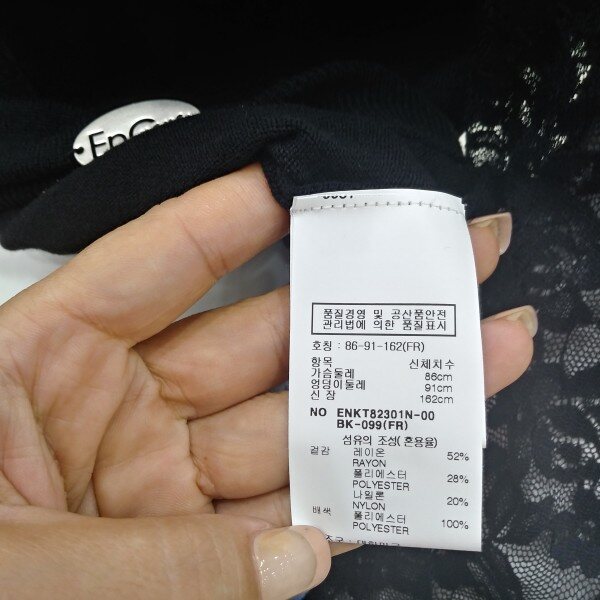 EnC
품질경영 및 공산품안전
관리법에 의한 품질표시
호칭 : 86-91-162(FR)
항목 신체치수
가슴둘레 86cm
엉덩이둘레 91cm
신 장 162cm
NO ENKT82301N-00
BK-099(FR)
섬유의 조성(혼용율)
겉감 레이온 52%
RAYON
폴리에스터 28%
POLYESTER
나일론 20%
NYLON
배색 폴리에스터 100%
POLYESTER